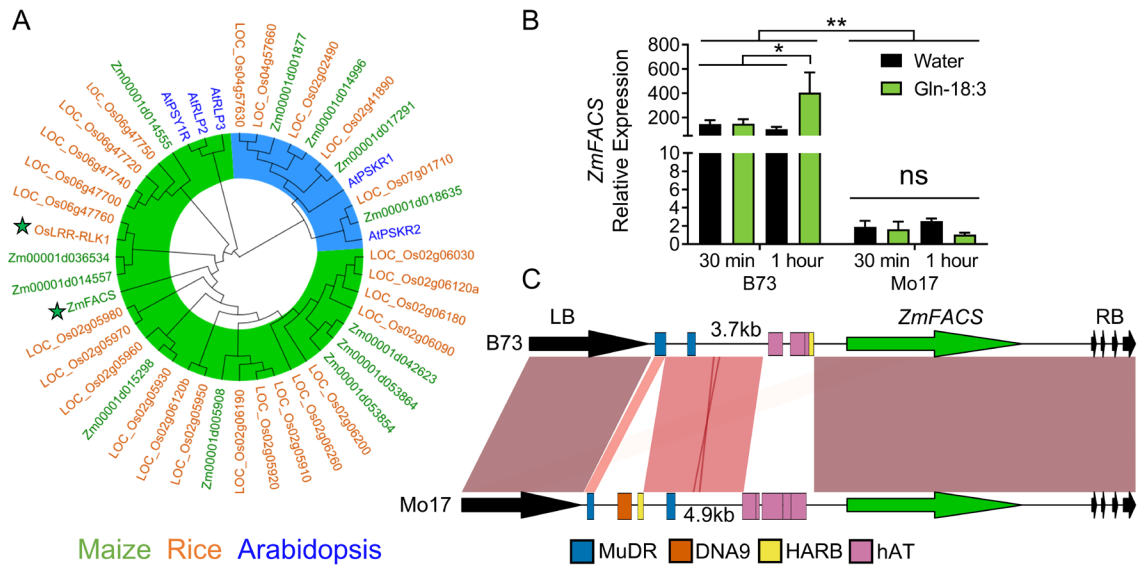 A
LOC_Os04g57630
LOC_Os04g57660
Zm00001d001877
LOC_Os02g02490
Zm00001d014996
LOC_Os02g41890
Zm00001d017291
AtPSKR1
LOC_Os07g01710
Zm00001d018635
AtPSKR2
LOC_Os02g06030
LOC_Os02g06120a
LOC_Os02g06180
LOC_Os02g06090
Zm00001d042623
Zm00001d053864
Zm00001d053854
LOC_Os02g06200
LOC_Os02g06260
LOC_Os02g05910
LOC_Os02g05920
LOC_Os02g06190
Zm00001d005908
LOC_Os02g05950
LOC_Os02g06120b
LOC_Os02g05930
Zm00001d015298
LOC_Os02g05960
LOC_Os02g05970
LOC_Os02g05980
ZmFACS
Zm00001d014557
Zm00001d036534
OsLRR-RLK1
LOC_Os06g47760
LOC_Os06g47700
LOC_Os06g47740
LOC_Os06g47720
LOC_Os06g47750
Zm00001d014555
AtPSY1R
AtRLP2
AtRLP3
Maize Rice Arabidopsis
B
ZmFACS
Relative Expression
800
600
400
200
10
8
6
4
2
0
**
*
ns
Water
Gln-18:3
30 min 1 hour 30 min 1 hour
B73 Mo17
C
LB 3.7kb ZmFACS RB
B73
Mo17
4.9kb
MuDR DNA9 HARB hAT